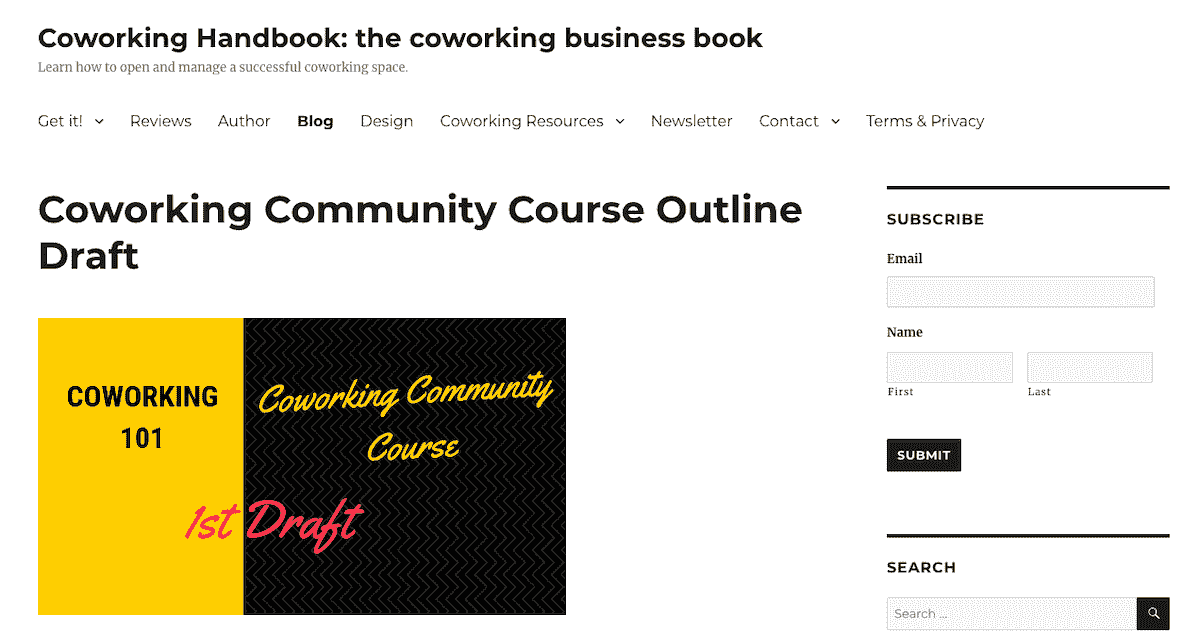 Coworking Handbook: the coworking business book
Learn how to open and manage a successful coworking space.
Get it! Reviews Author Blog Design Coworking Resources Newsletter Contact Terms & Privacy
Coworking Community Course Outline
Draft
COWORKING
101
Coworking Community
Course
1st Draft
SUBSCRIBE
Email
Name
First Last
SUBMIT
SEARCH
Search ...